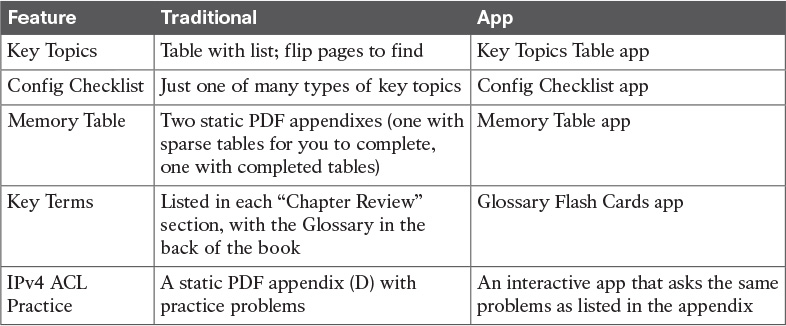 Feature Traditional App
Key Topics Table with list; flip pages to find Key Topics Table app
Config Checklist Just one of many types of key topics Config Checklist app
Memory Table Two static PDF appendixes (one with Memory Table app
sparse tables for you to complete,
one with completed tables)
Key Terms Listed in each “Chapter Review” Glossary Flash Cards app
section, with the Glossary in the
back of the book
IPv4 ACL A static PDF appendix (D) with An interactive app that asks the same
Practice practice problems problems as listed in the appendix